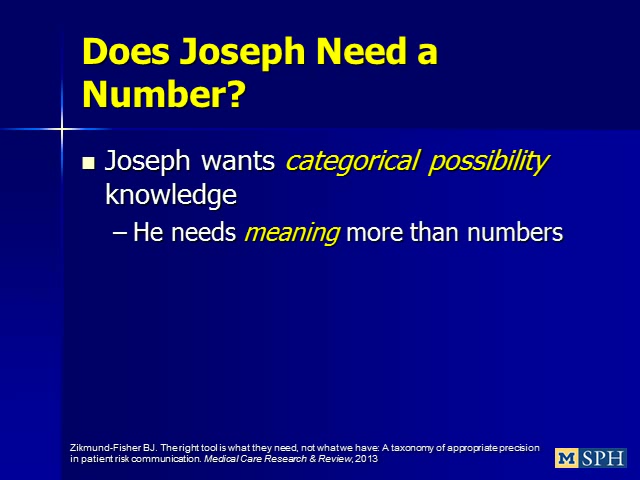 Does Joseph Need a
Number?
Joseph wants categorical possibility
knowledge
– He needs meaning more than numbers
Zikmund-Fisher BJ. The right tool is what they need, not what we have: A taxonomy of appropriate precision
in patient risk communication. Medical Care Research & Review, 2013
M SPH